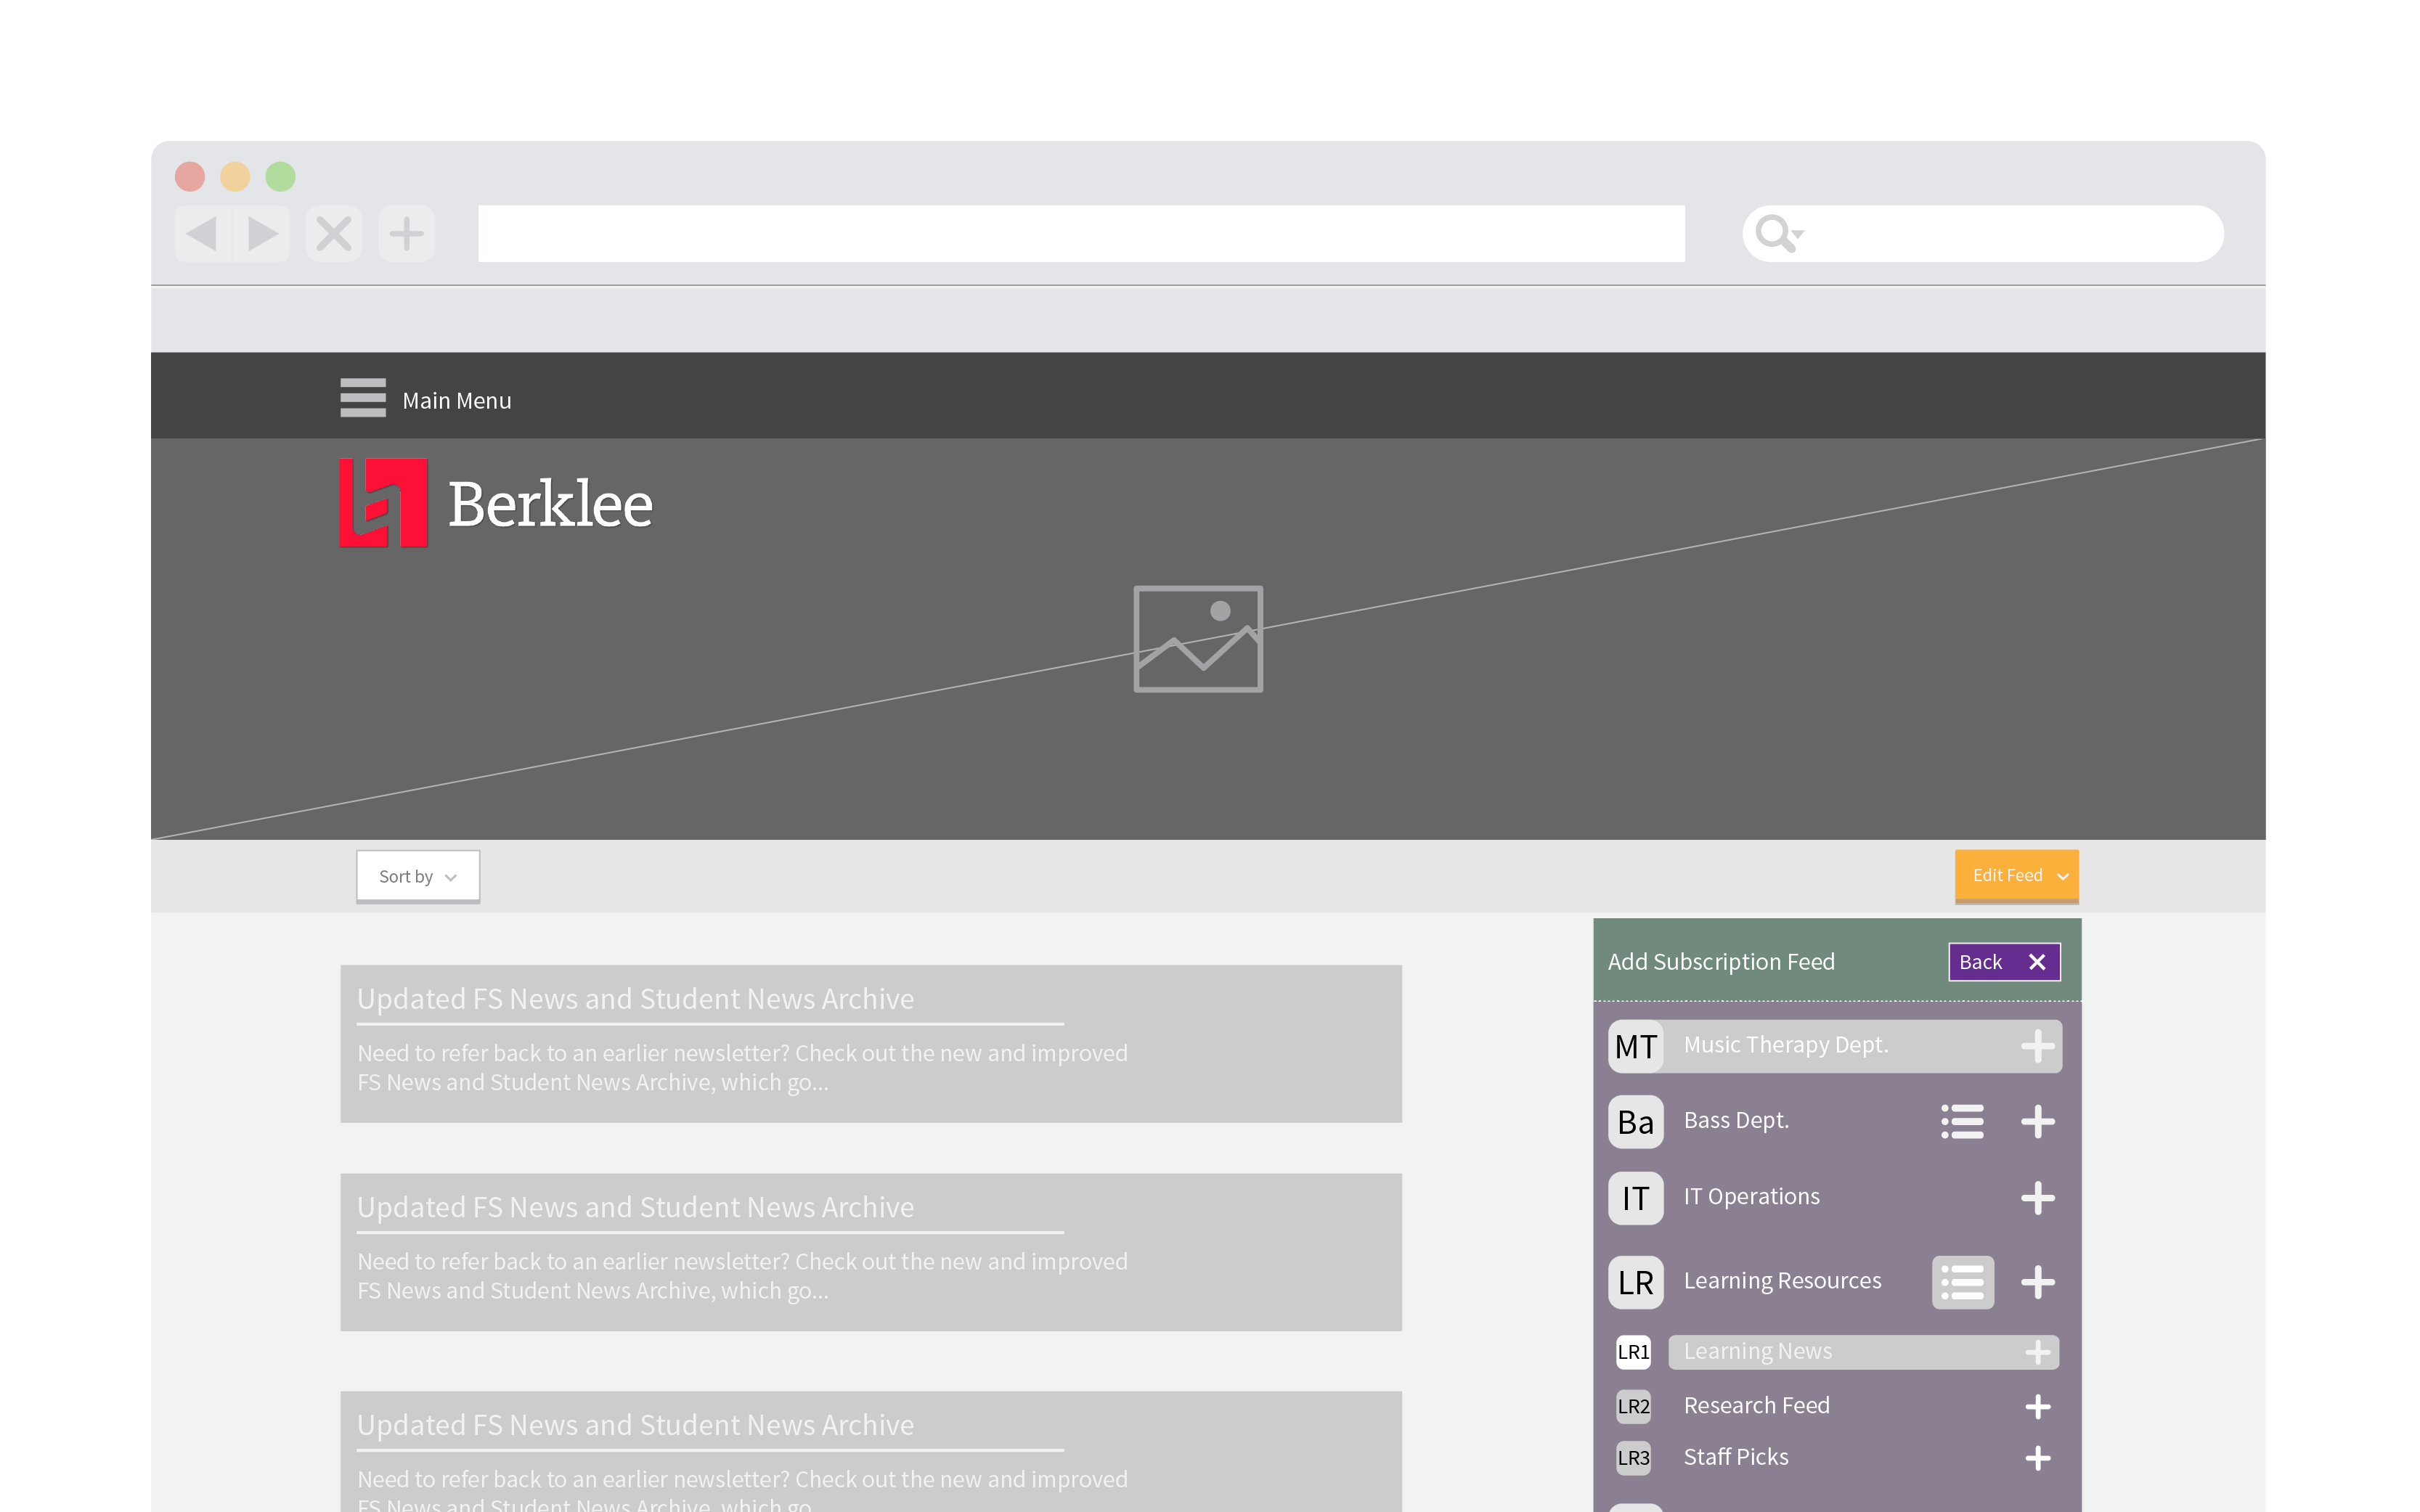 Main Menu
Berklee
Sort by
Edit Feed
Updated FS News and Student News Archive
Need to refer back to an earlier newsletter? Check out the new and improved
FS News and Student News Archive, which go...
Updated FS News and Student News Archive
Need to refer back to an earlier newsletter? Check out the new and improved
FS News and Student News Archive, which go...
Updated FS News and Student News Archive
Need to refer back to an earlier newsletter? Check out the new and improved
FS News and Student News Archive, which go...
Add Subscription Feed
Back
MT Music Therapy Dept.
Ba Bass Dept.
IT IT Operations
LR Learning Resources
LR1 Learning News
LR2 Research Feed
LR3 Staff Picks